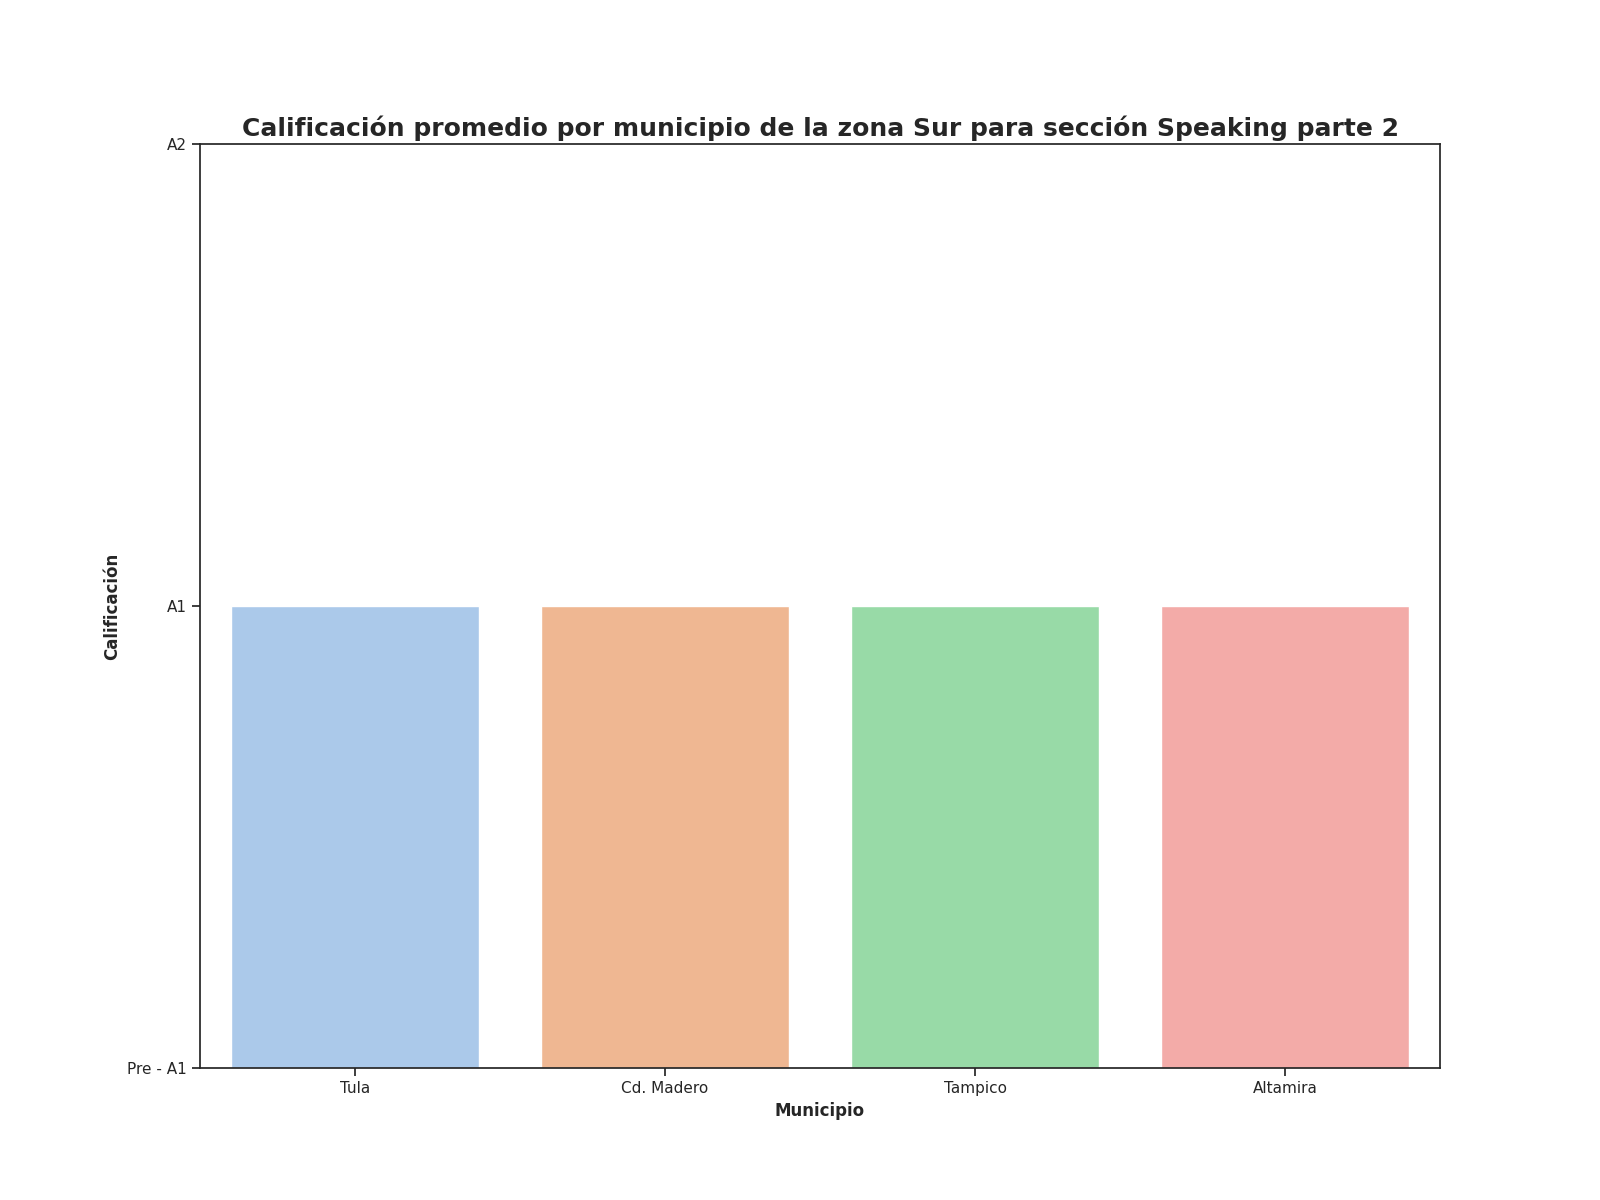 Calificación promedio por municipio de la zona Sur para sección Speaking parte 2
A2
A1
Pre - A1
Calificación
Tula
Cd. Madero
Tampico
Altamira
Municipio